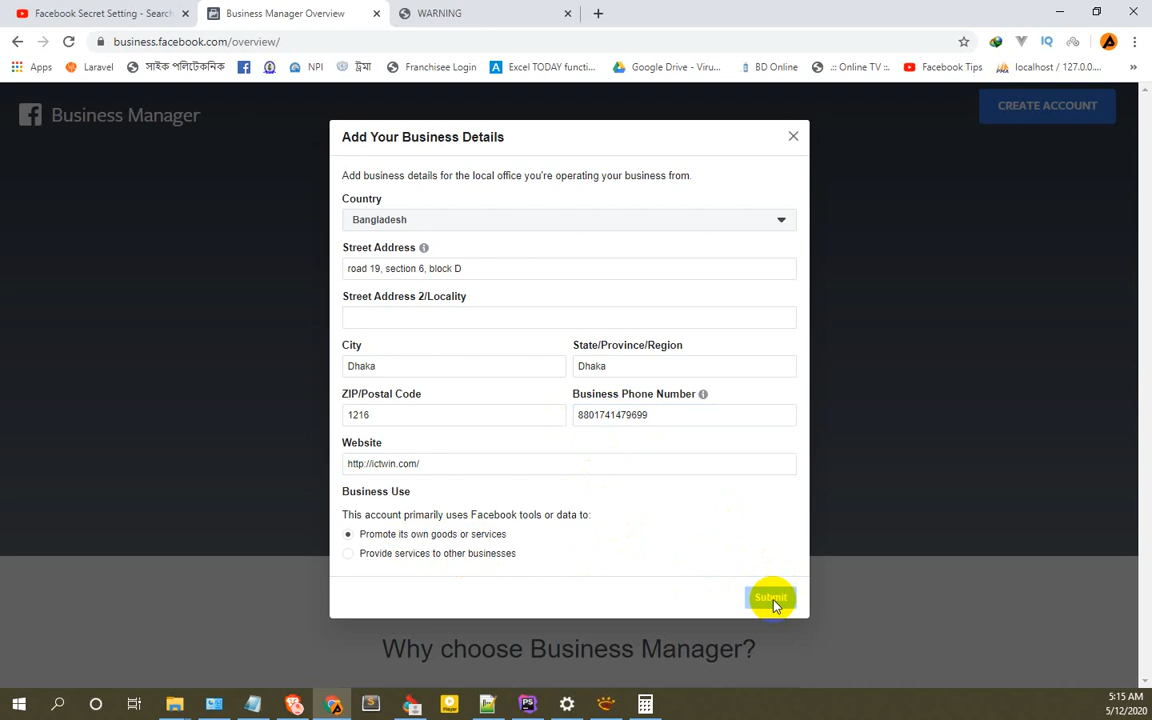 Facebook Secret Setting - Search
Business Manager Overview
WARNING
business.facebook.com/overview/
Apps
Laravel
সাইক পলিটেকনিক
NPI
ট্রমা
Franchisee Login
Excel TODAY functi...
Google Drive - Viru...
BD Online
.:: Online TV ::.
Facebook Tips
localhost / 127.0.0....
Business Manager
CREATE ACCOUNT
Add Your Business Details
Add business details for the local office you're operating your business from.
Country
Bangladesh
Street Address
road 19, section 6, block D
Street Address 2/Locality
City
State/Province/Region
Dhaka
Dhaka
ZIP/Postal Code
Business Phone Number
1216
8801741479699
Website
http://ictwin.com/
Business Use
This account primarily uses Facebook tools or data to:
Promote its own goods or services
Provide services to other businesses
Submit
Why choose Business Manager?
5:15 AM
5/12/2020